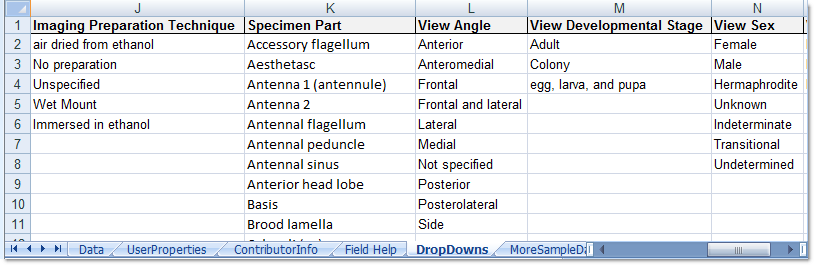 J K L M N
1 Imaging Preparation Technique Specimen Part View Angle View Developmental Stage View Sex
2 air dried from ethanol Accessory flagellum Anterior Adult Female
3 No preparation Aesthetasc Anteromedial Colony Male
4 Unspecified Antenna 1 (antennule) Frontal egg, larva, and pupa Hermaphrodite
5 Wet Mount Antenna 2 Frontal and lateral Unknown
6 Immersed in ethanol Antennal flagellum Lateral Indeterminate
7 Antennal peduncle Medial Transitional
8 Antennal sinus Not specified Undetermined
9 Anterior head lobe Posterior
10 Basis Posterolateral
11 Brood lamella Side
Data UserProperties ContributorInfo Field Help DropDowns MoreSampleDa